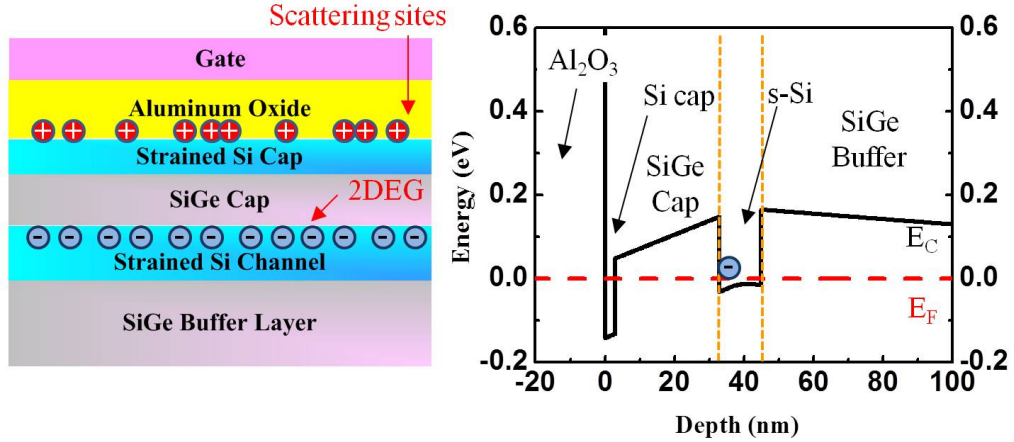 Scattering sites
Gate
Aluminum Oxide
+ + + + + + + + + +
Strained Si Cap
2DEG
SiGe Cap
- - - - - - - - - - -
Strained Si Channel
SiGe Buffer Layer
0.6 0.6
Al₂O₃
Si cap s-Si
SiGe
Buffer
0.4 0.4
SiGe
Cap
0.2 0.2
E_C
-
0.0 0.0
E_F
-0.2 -0.2
-20 0 20 40 60 80 100
Energy (eV)
Depth (nm)